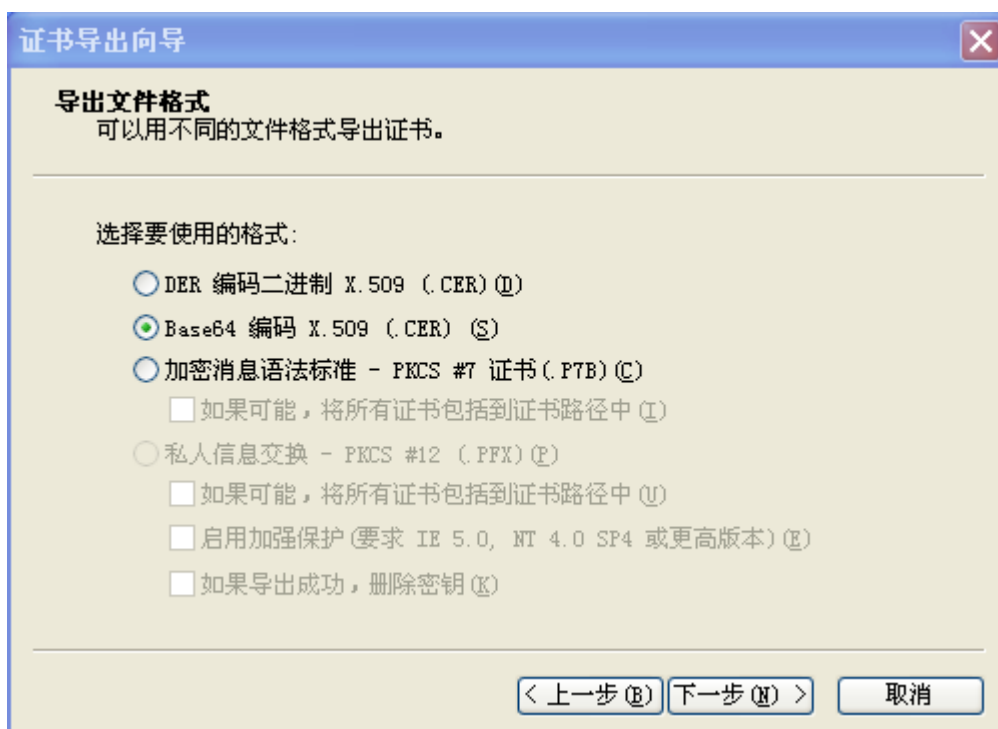 证书导出向导
导出文件格式
可以用不同的文件格式导出证书。
选择要使用的格式:
DER 编码二进制 X.509 (.CER)(D)
Base64 编码 X.509 (.CER) (S)
加密消息语法标准 - PKCS #7 证书(.P7B)(C)
如果可能，将所有证书包括到证书路径中(I)
私人信息交换 - PKCS #12 (.PFX)(P)
如果可能，将所有证书包括到证书路径中(U)
启用加强保护(要求 IE 5.0, NT 4.0 SP4 或更高版本)(E)
如果导出成功，删除密钥(K)
< 上一步(B) 下一步(N) > 取消